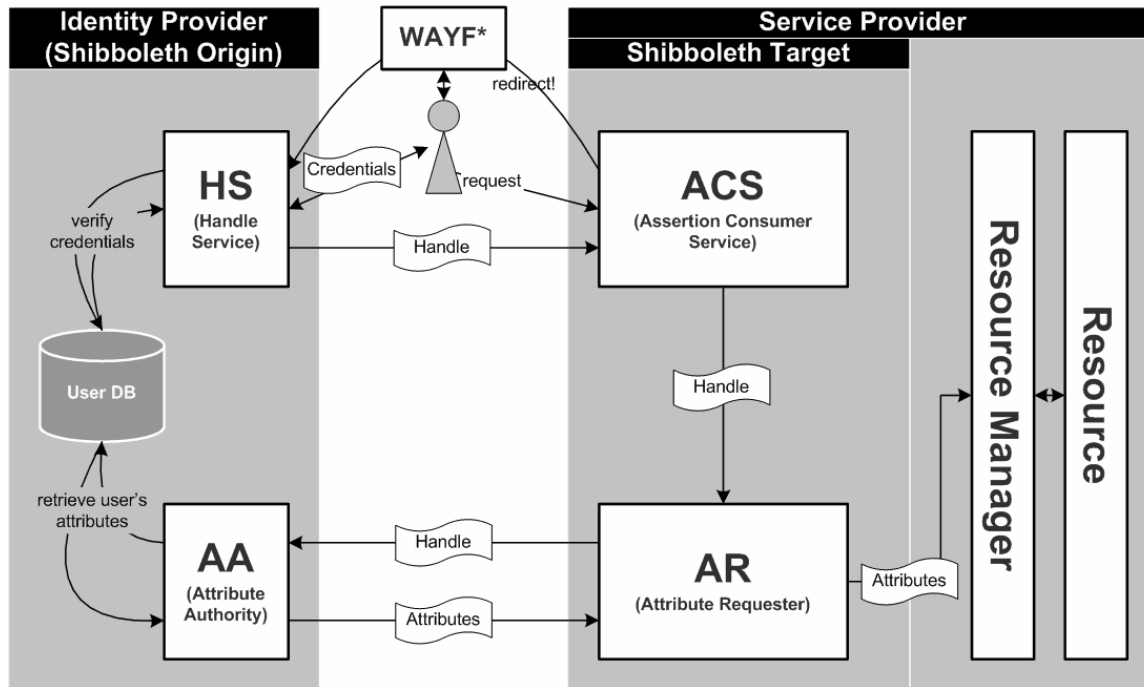 Identity Provider
(Shibboleth Origin)
WAYF*
Service Provider
Shibboleth Target
redirect!
HS
(Handle
Service)
Credentials
request
ACS
(Assertion Consumer
Service)
verify
credentials
Handle
User DB
Handle
Resource Manager
Resource
retrieve user's
attributes
AA
(Attribute
Authority)
Handle
Attributes
AR
(Attribute Requester)
Attributes